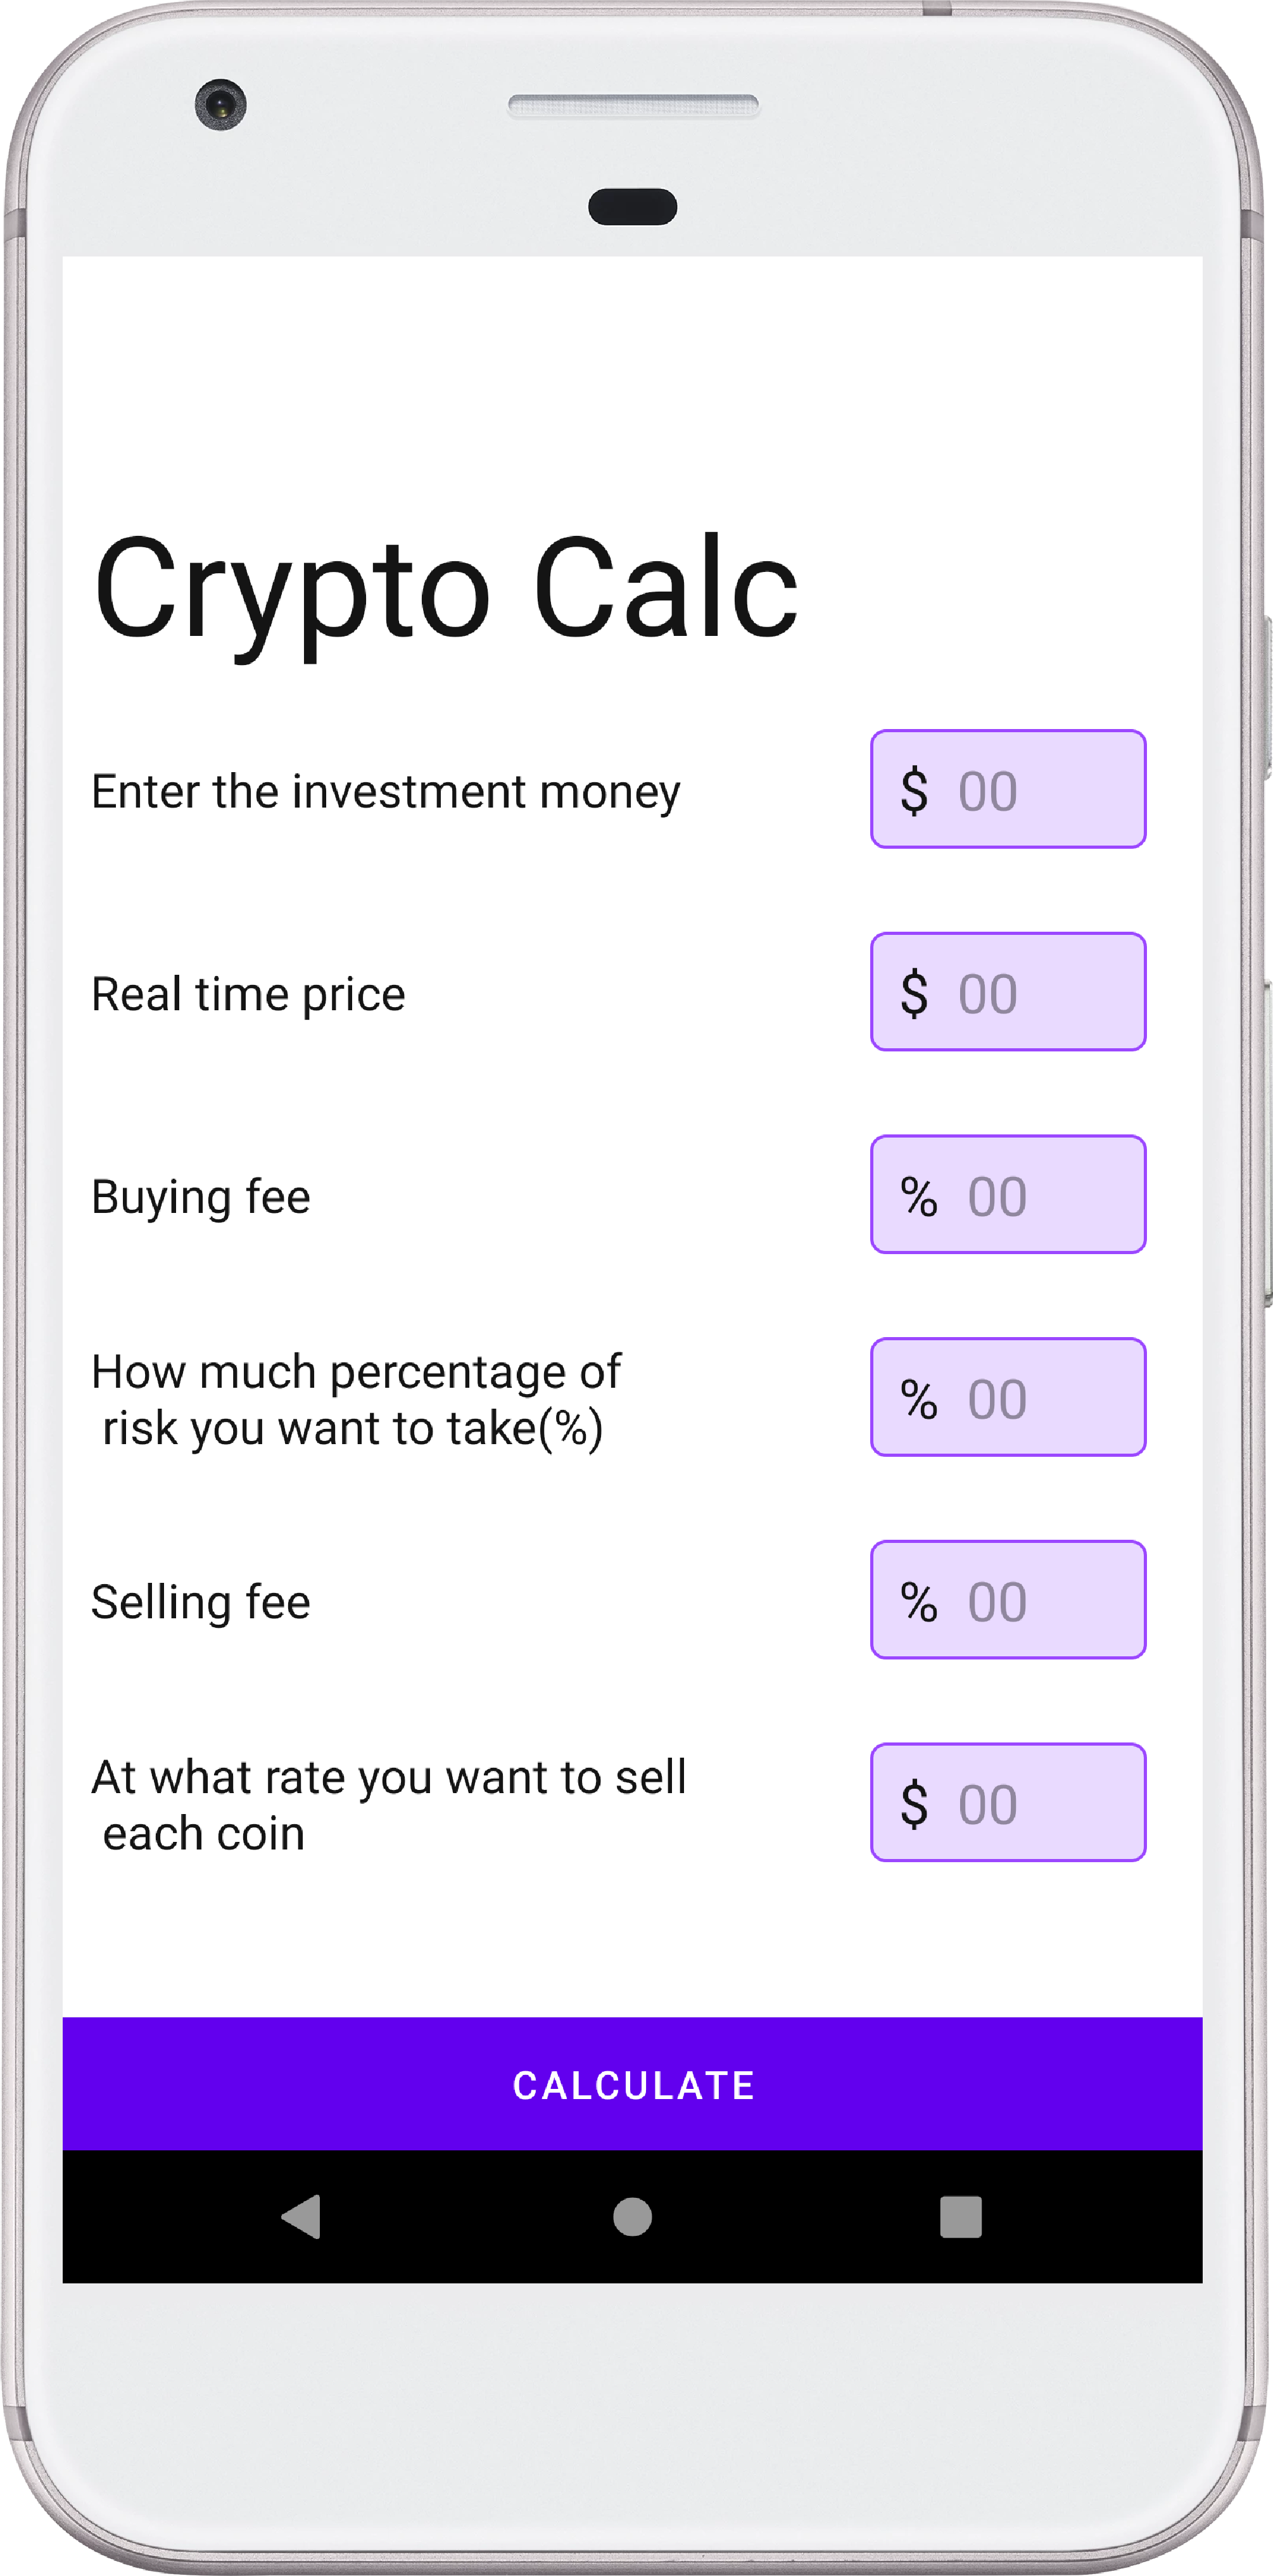 Crypto Calc
Enter the investment money
$ 00
Real time price
$ 00
Buying fee
% 00
How much percentage of
risk you want to take(%)
% 00
Selling fee
% 00
At what rate you want to sell
each coin
$ 00
CALCULATE